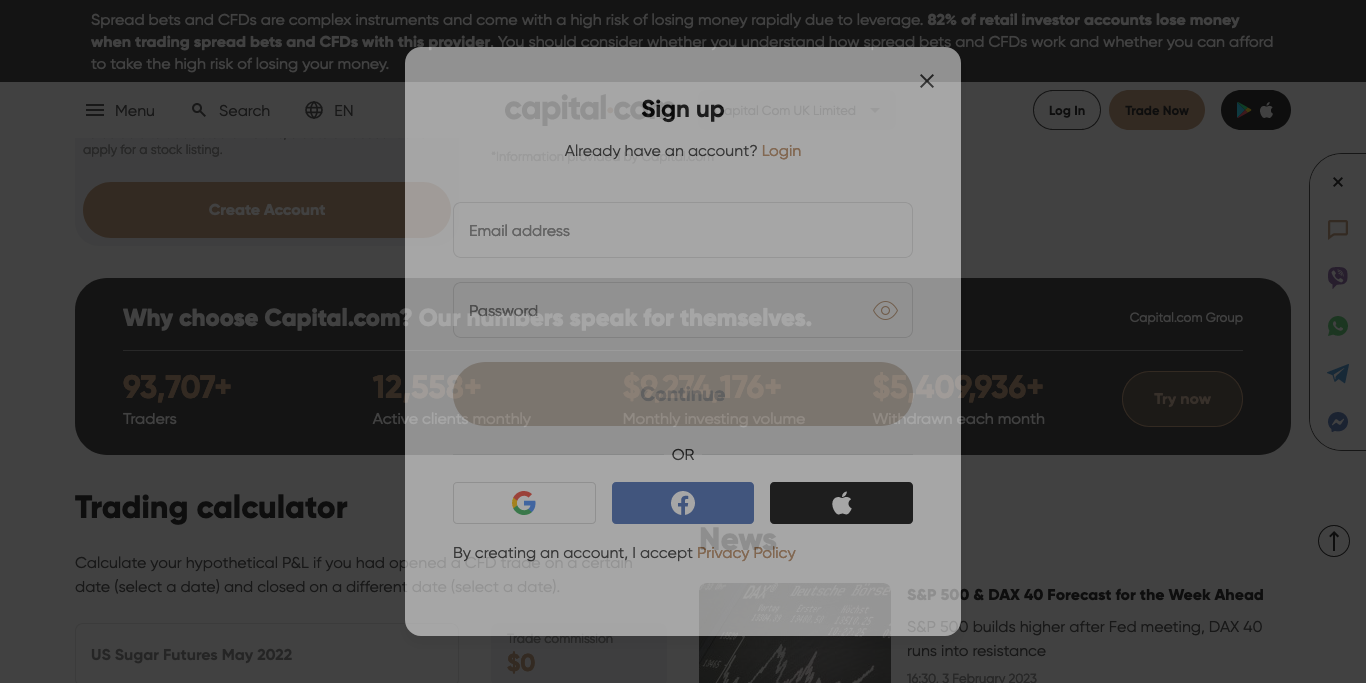 Spread bets and CFDs are complex instruments and come with a high risk of losing money rapidly due to leverage. 82% of retail investor accounts lose money
when trading spread bets and CFDs with this provider. You should consider whether you understand how spread bets and CFDs work and whether you can afford
to take the high risk of losing your money.
Menu
Search
EN
capital.com
Capital Com UK Limited
Log In
Trade Now
apply for a stock listing.
*Information provided by Capital.com
Create Account
Sign up
Already have an account? Login
Email address
Password
Continue
OR
By creating an account, I accept Privacy Policy
Why choose Capital.com? Our numbers speak for themselves.
Capital.com Group
93,707+
Traders
12,558+
Active clients monthly
Monthly investing volume
$5,409,936+
Withdrawn each month
Try now
Trading calculator
Calculate your hypothetical P&L if you had opened a CFD trade on a certain
date (select a date) and closed on a different date (select a date).
US Sugar Futures May 2022
Trade commission
$0
News
DAX
Deutsche Börse
S&P 500 & DAX 40 Forecast for the Week Ahead
S&P 500 builds higher after Fed meeting, DAX 40
runs into resistance
16:30, 3 February 2023